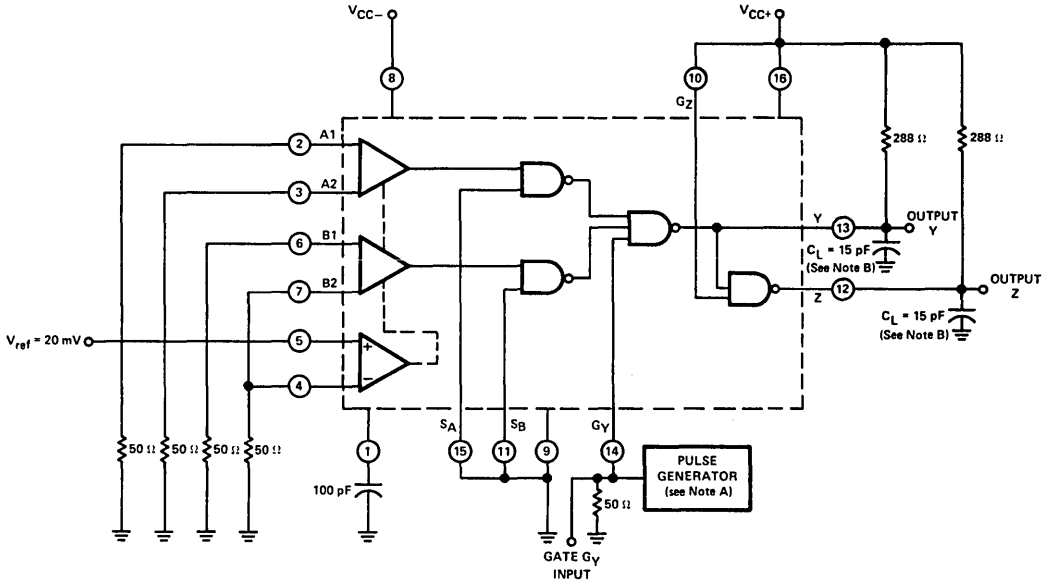 VCC−
VCC+
8
10
16
GZ
2 A1
3 A2
288 Ω
288 Ω
6 B1
7 B2
Y 13
OUTPUT
Y
CL = 15 pF
(See Note B)
Z 12
OUTPUT
Z
CL = 15 pF
(See Note B)
Vref = 20 mV
5 +
4 −
SA
SB
GY
50 Ω
50 Ω
50 Ω
50 Ω
1
15
11
9
14
PULSE
GENERATOR
(see Note A)
100 pF
50 Ω
GATE GY
INPUT